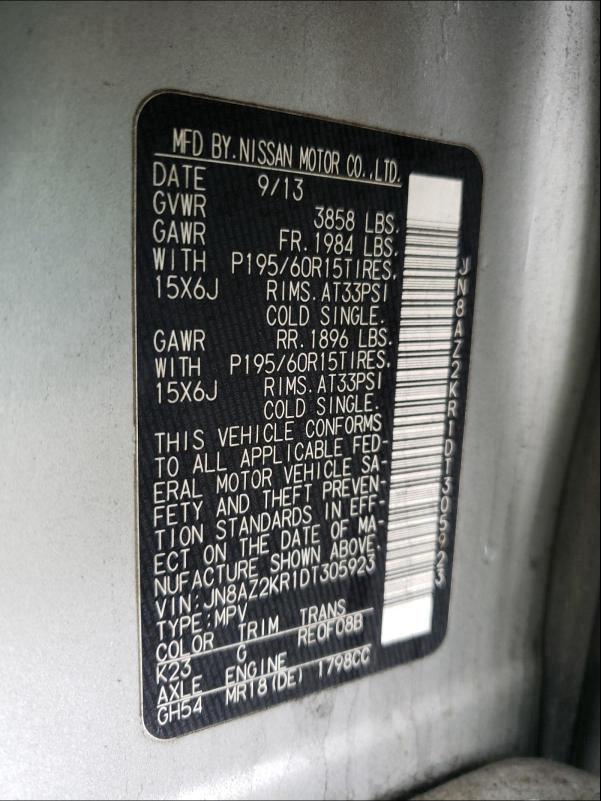 MFD BY.NISSAN MOTOR CO.,LTD.
DATE 9/13
GVWR 3858 LBS.
GAWR FR.1984 LBS.
WITH P195/60R15TIRES,
15X6J RIMS.AT33PSI
COLD SINGLE.
GAWR RR.1896 LBS.
WITH P195/60R15TIRES,
15X6J RIMS.AT33PSI
COLD SINGLE.
THIS VEHICLE CONFORMS
TO ALL APPLICABLE FED-
ERAL MOTOR VEHICLE SA-
FETY AND THEFT PREVEN-
TION STANDARDS IN EFF-
ECT ON THE DATE OF MA-
NUFACTURE SHOWN ABOVE.
VIN:JN8AZ2KR1DT305923
TYPE:MPV
COLOR TRIM TRANS
K23 G RE0F08B
AXLE ENGINE
GH54 MR18(DE) 1798CC
JN8AZ2KR1DT305923